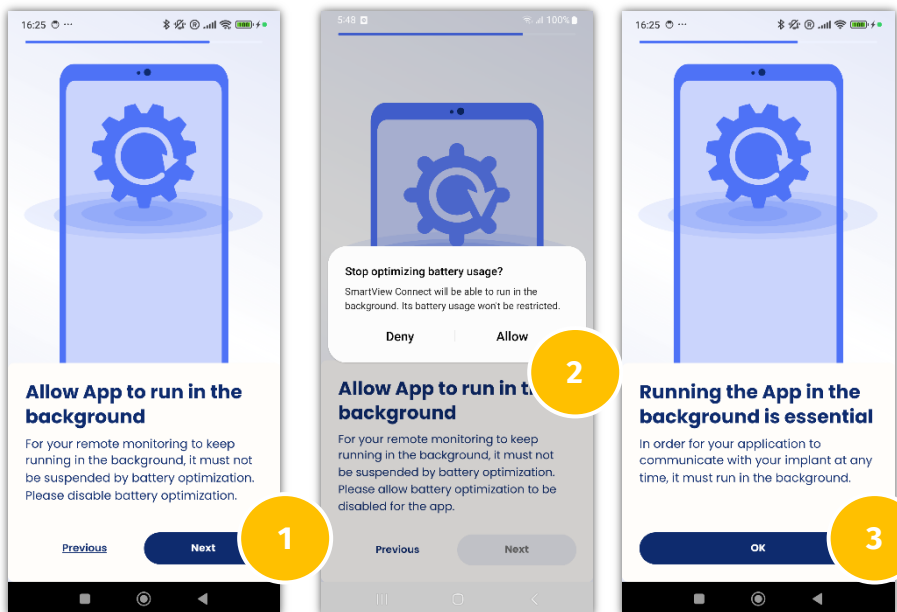 16:25
100
Allow App to run in the
background
For your remote monitoring to keep
running in the background, it must not
be suspended by battery optimization.
Please disable battery optimization.
Previous
Next
1
5:48
100%
Stop optimizing battery usage?
SmartView Connect will be able to run in the
background. Its battery usage won't be restricted.
Deny
Allow
2
Allow App to run in
background
For your remote monitoring to keep
running in the background, it must not
be suspended by battery optimization.
Please allow battery optimization to be
disabled for the app.
Previous
Next
16:25
100
Running the App in the
background is essential
In order for your application to
communicate with your implant at any
time, it must run in the background.
OK
3